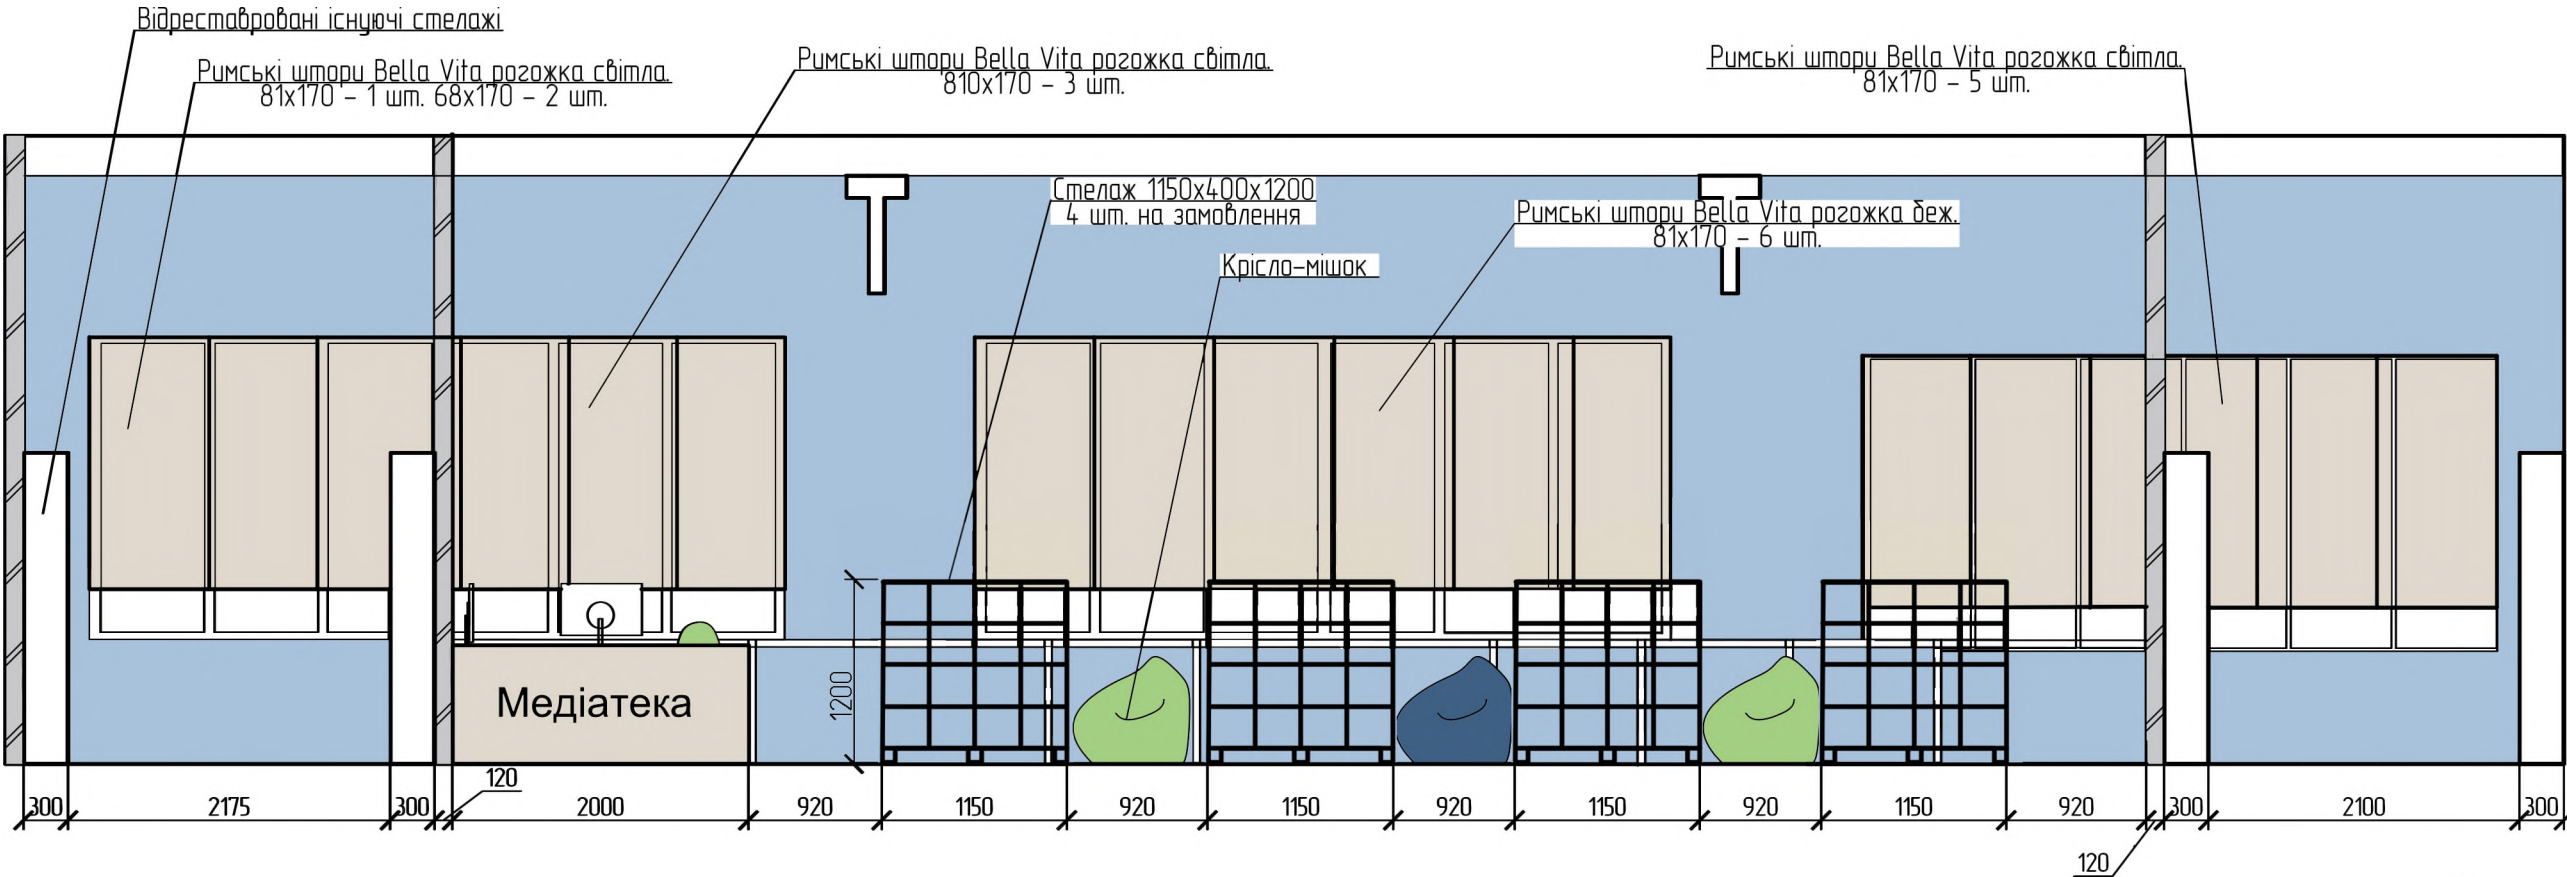 Відреставровані існуючі стелажі
Римські штори Bella Vita рогожка світла.
81х170 - 1 шт. 68х170 - 2 шт.
Римські штори Bella Vita рогожка світла.
810х170 - 3 шт.
Римські штори Bella Vita рогожка світла.
81х170 - 5 шт.
Стелаж 1150х400х1200
4 шт. на замовлення
Римські штори Bella Vita рогожка беж.
81х170 - 6 шт.
Крісло-мішок
1200
Медіатека
300
2175
300
120
2000
920
1150
920
1150
920
1150
920
1150
920
120
300
2100
300